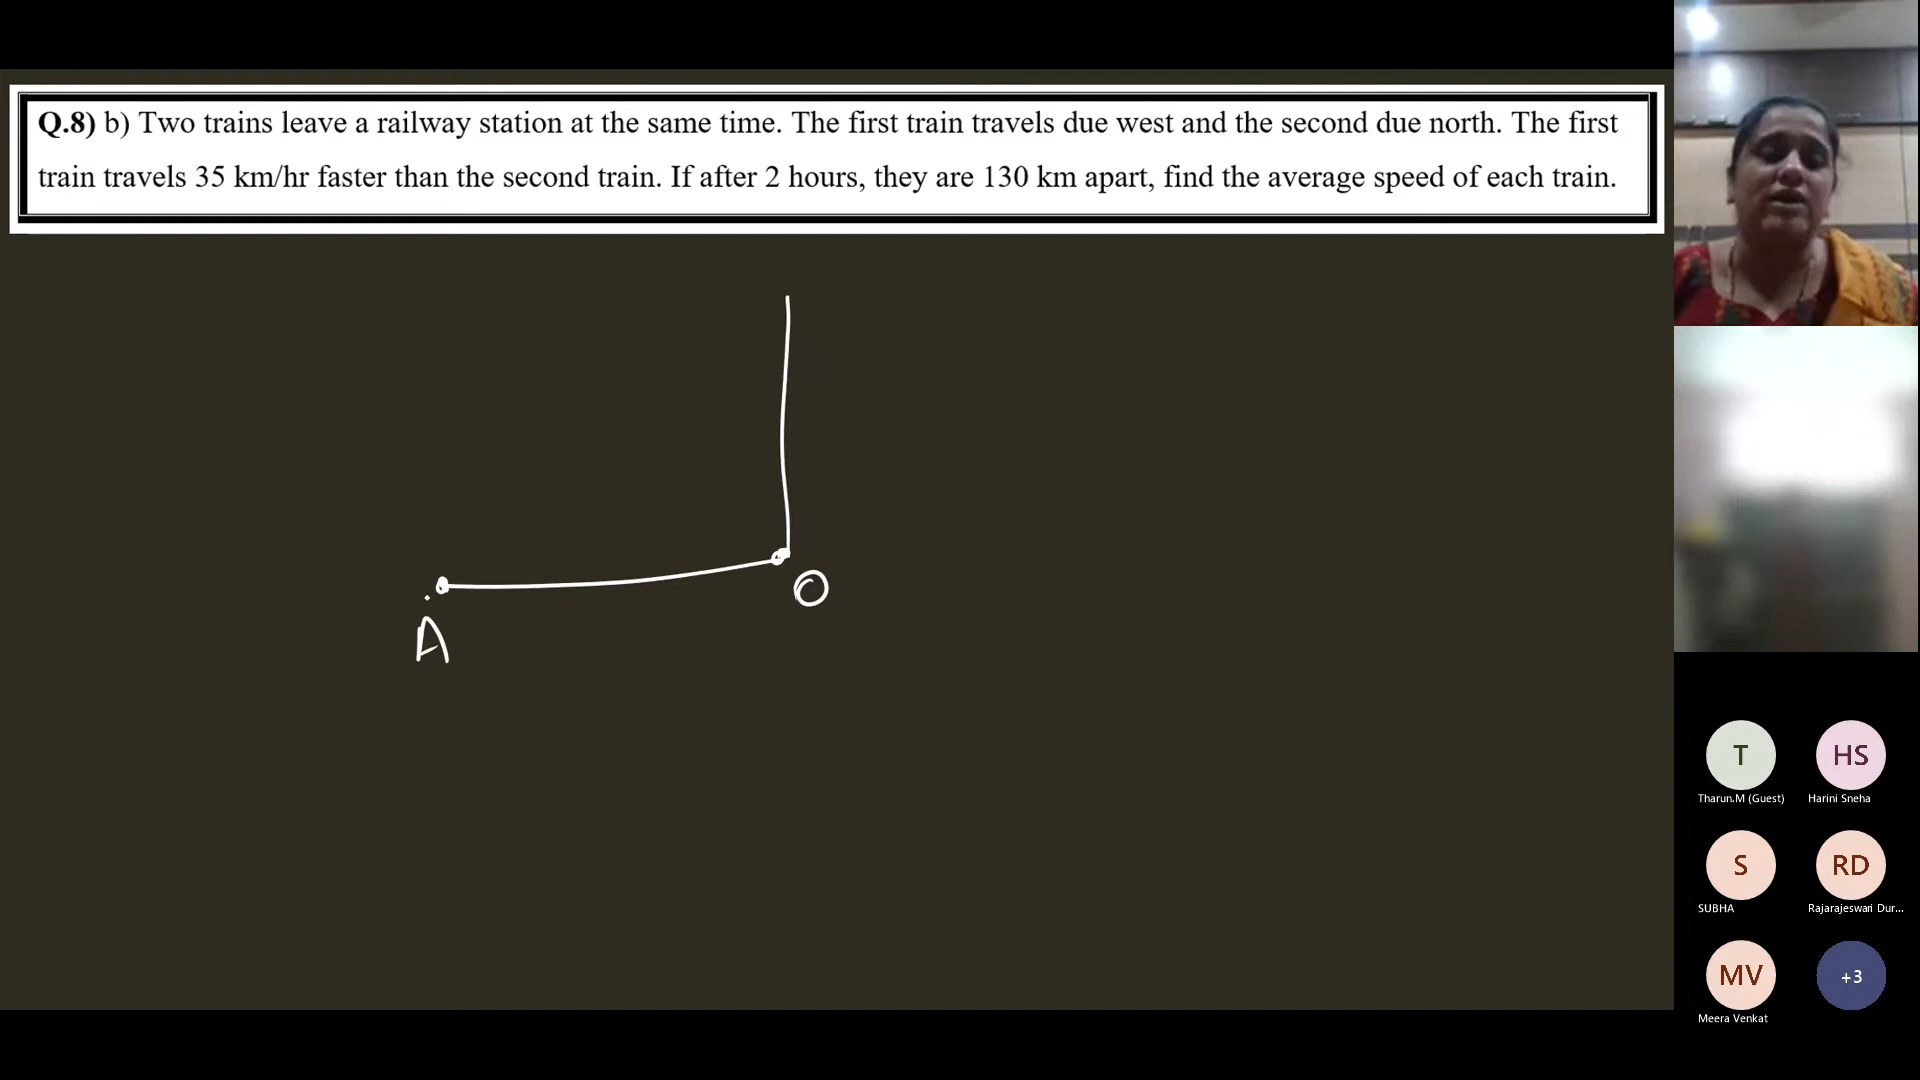 Q.8) b) Two trains leave a railway station at the same time. The first train travels due west and the second due north. The first
train travels 35 km/hr faster than the second train. If after 2 hours, they are 130 km apart, find the average speed of each train.
O
A
T
HS
Tharun.M (Guest)
Harini Sneha
S
RD
SUBHA
Rajarajeswari Dur...
MV
+3
Meera Venkat